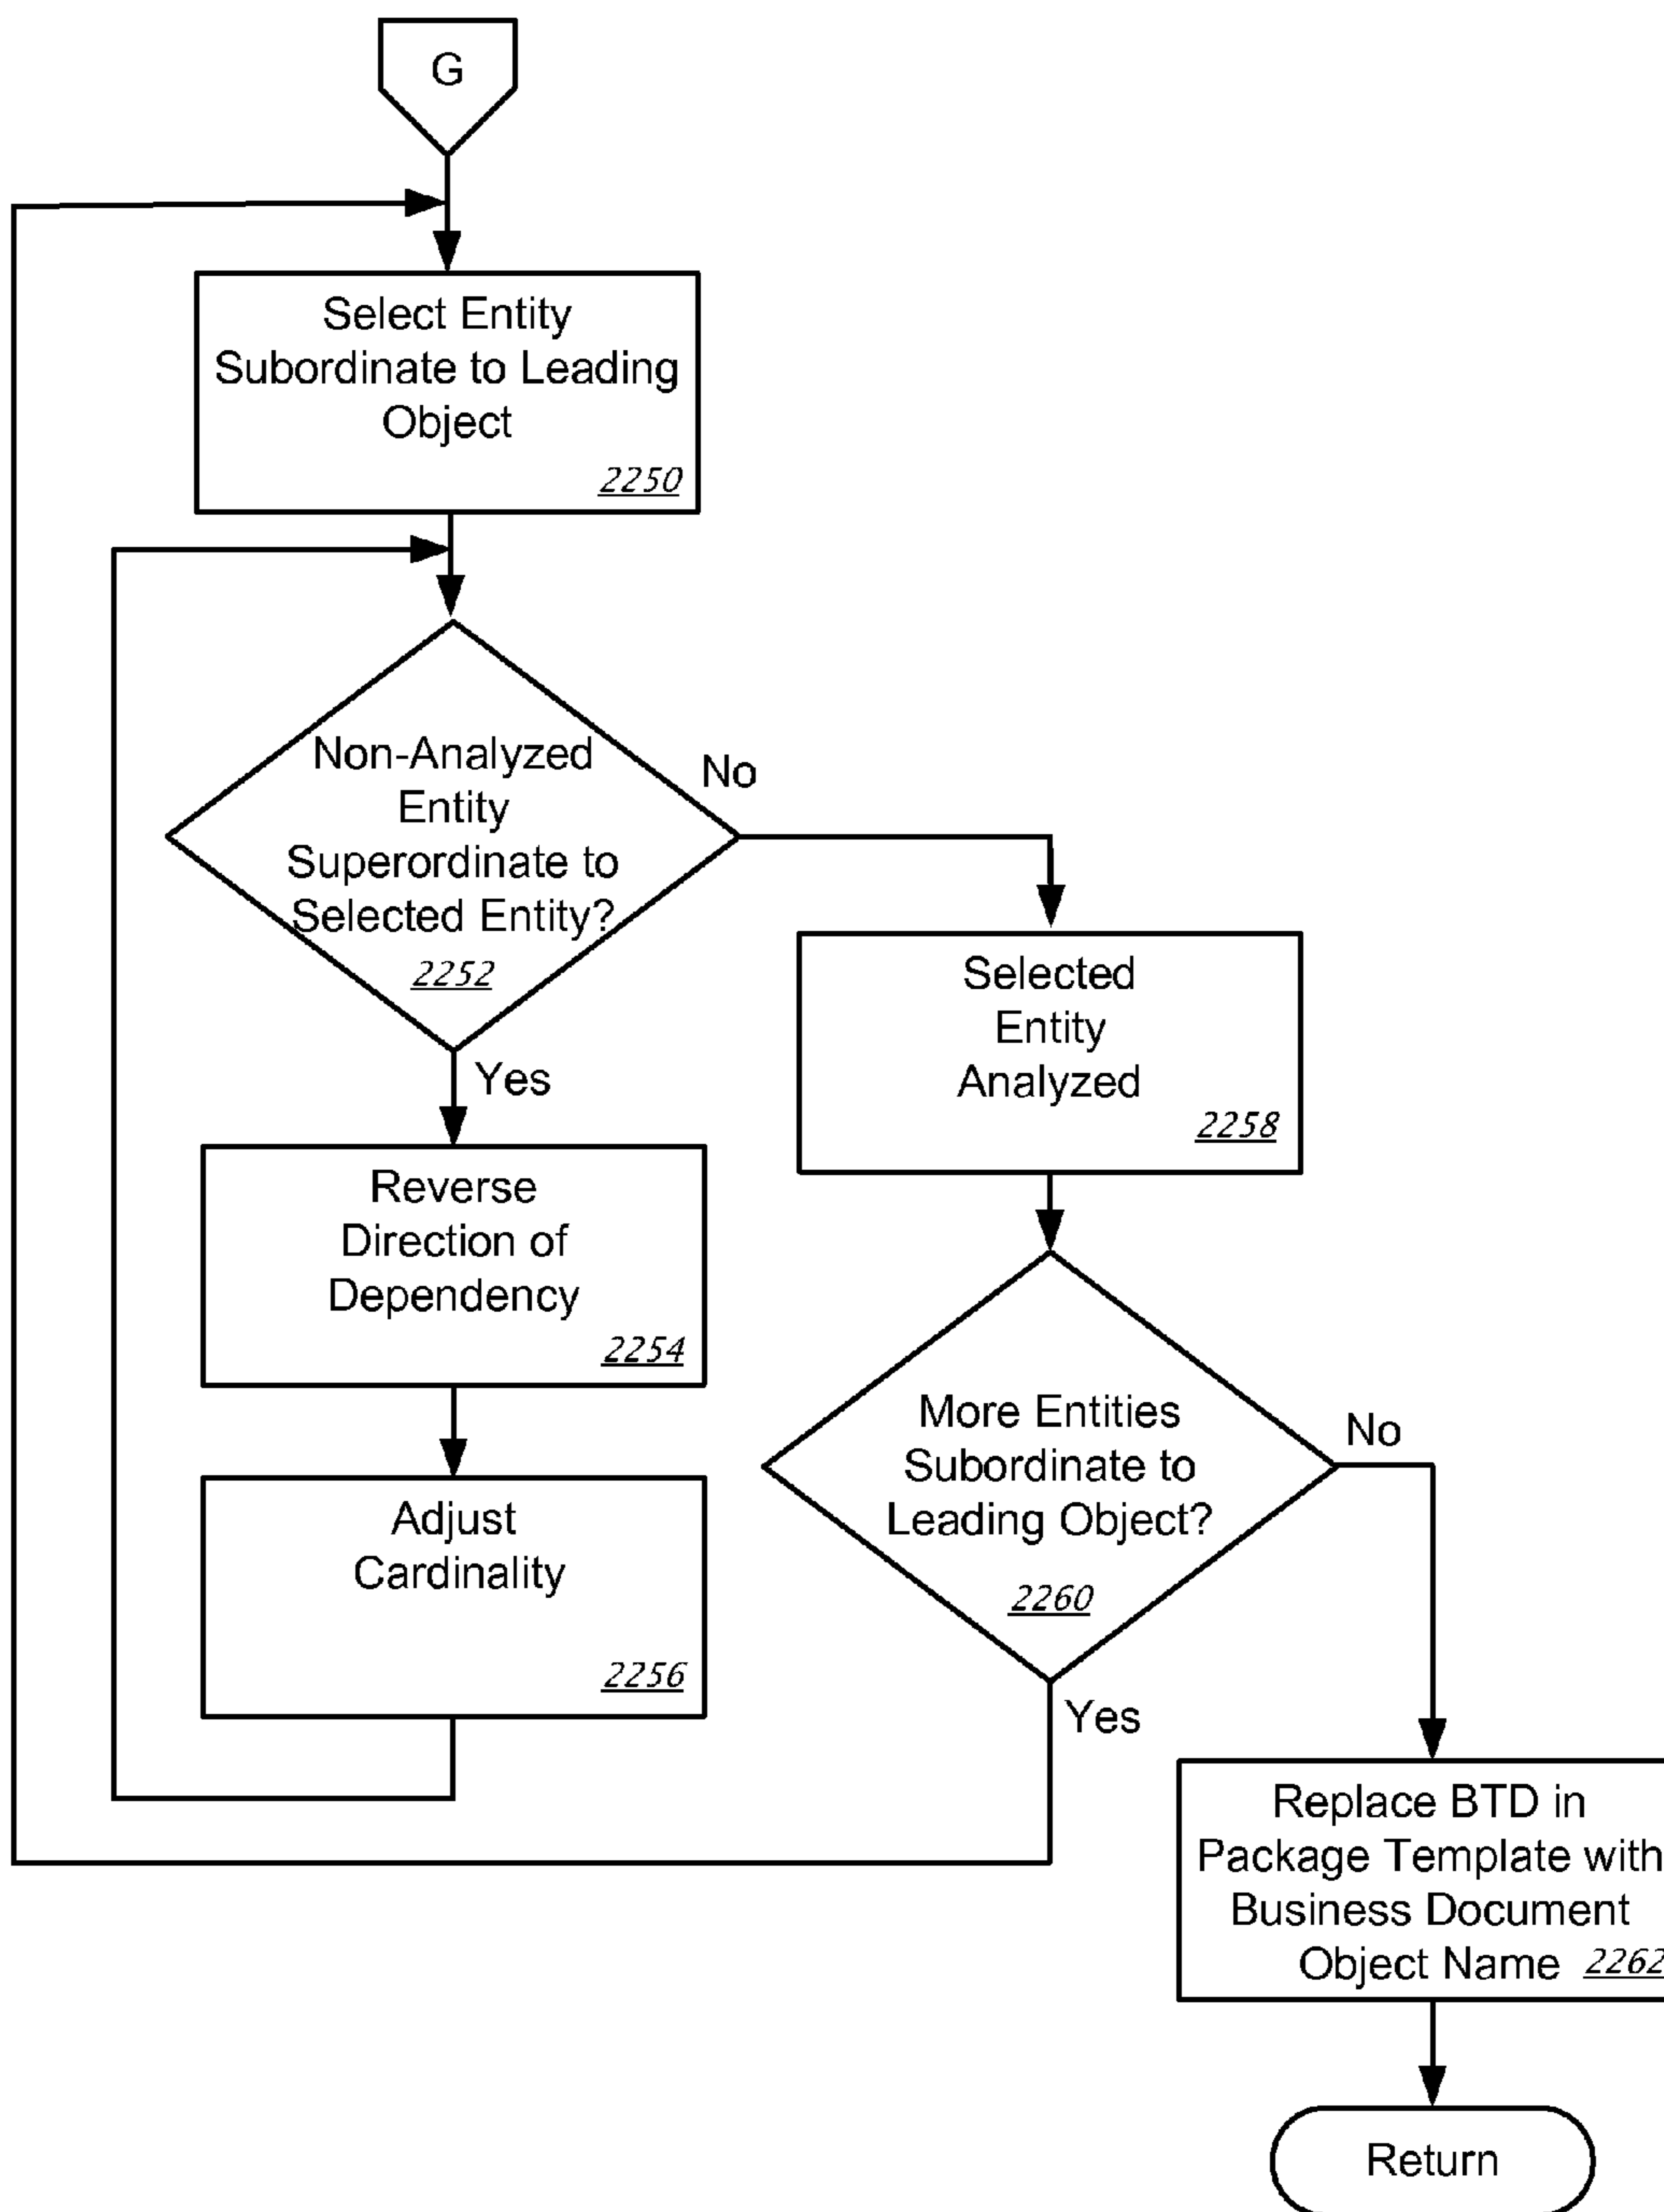 G
Select Entity
Subordinate to Leading
Object
2250
Non-Analyzed
Entity
Superordinate to
Selected Entity?
2252
No
Yes
Reverse
Direction of
Dependency
2254
Adjust
Cardinality
2256
Selected
Entity
Analyzed
2258
More Entities
Subordinate to
Leading Object?
2260
No
Yes
Replace BTD in
Package Template with
Business Document
Object Name 2262
Return